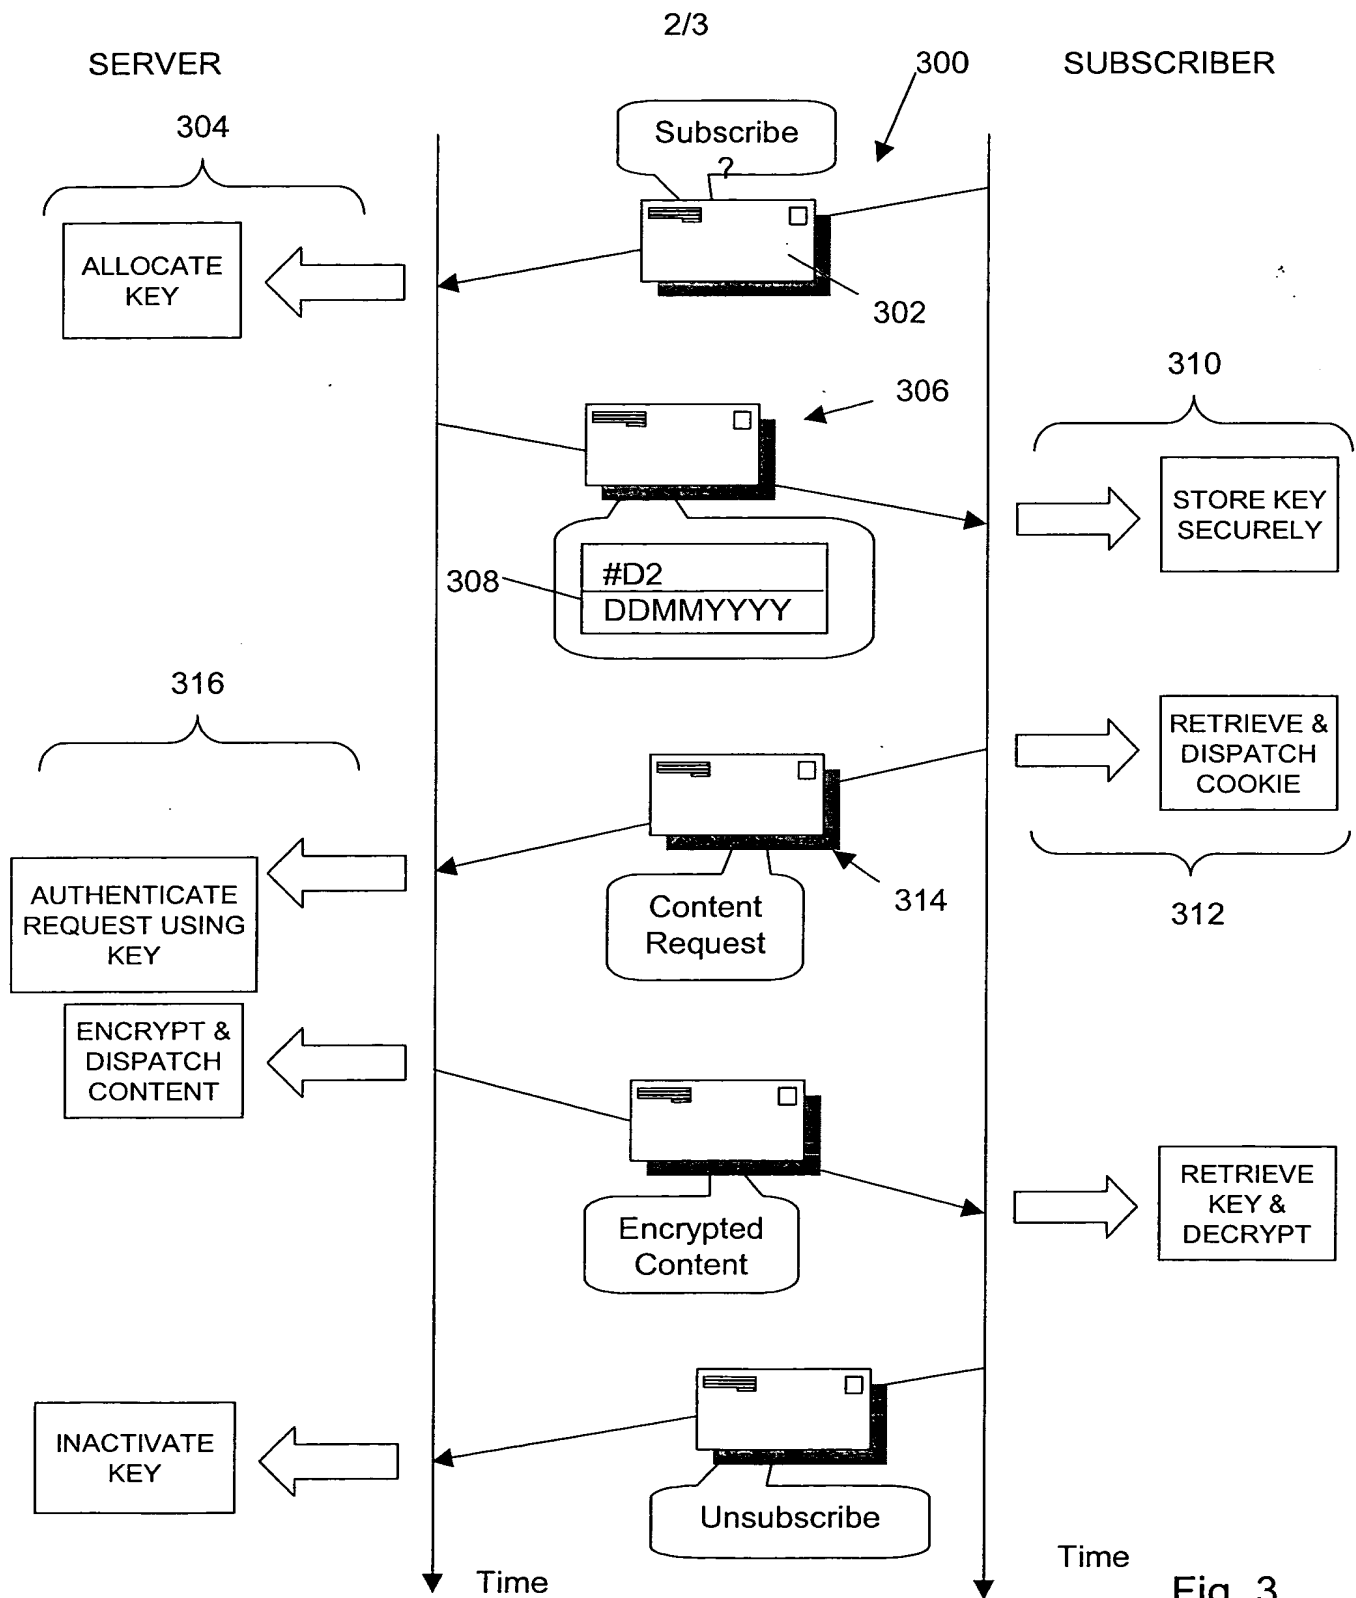 2/3
SERVER
300
SUBSCRIBER
304
Subscribe
?
ALLOCATE
KEY
302
310
306
STORE KEY
SECURELY
#D2
308
DDMMYYYY
316
RETRIEVE &
DISPATCH
COOKIE
AUTHENTICATE
REQUEST USING
KEY
Content
Request
314
312
ENCRYPT &
DISPATCH
CONTENT
RETRIEVE
KEY &
DECRYPT
Encrypted
Content
INACTIVATE
KEY
Unsubscribe
Time
Time
Fig. 3